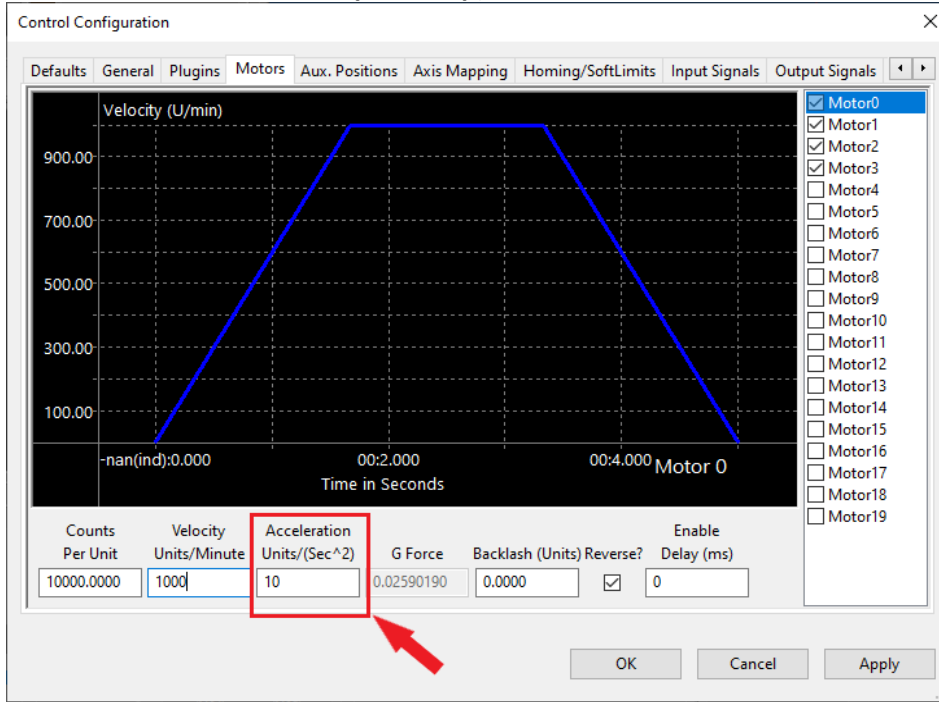 Control Configuration
Defaults General Plugins Motors Aux. Positions Axis Mapping Homing/SoftLimits Input Signals Output Signals
Velocity (U/min)
900.00
700.00
500.00
300.00
100.00
-nan(ind):0.000 00:2.000 00:4.000
Motor 0
Time in Seconds
Motor0
Motor1
Motor2
Motor3
Motor4
Motor5
Motor6
Motor7
Motor8
Motor9
Motor10
Motor11
Motor12
Motor13
Motor14
Motor15
Motor16
Motor17
Motor18
Motor19
Counts Velocity Acceleration Enable
Per Unit Units/Minute Units/(Sec^2) G Force Backlash (Units) Reverse? Delay (ms)
10000.0000 1000 10 0.02590190 0.0000 0
OK Cancel Apply